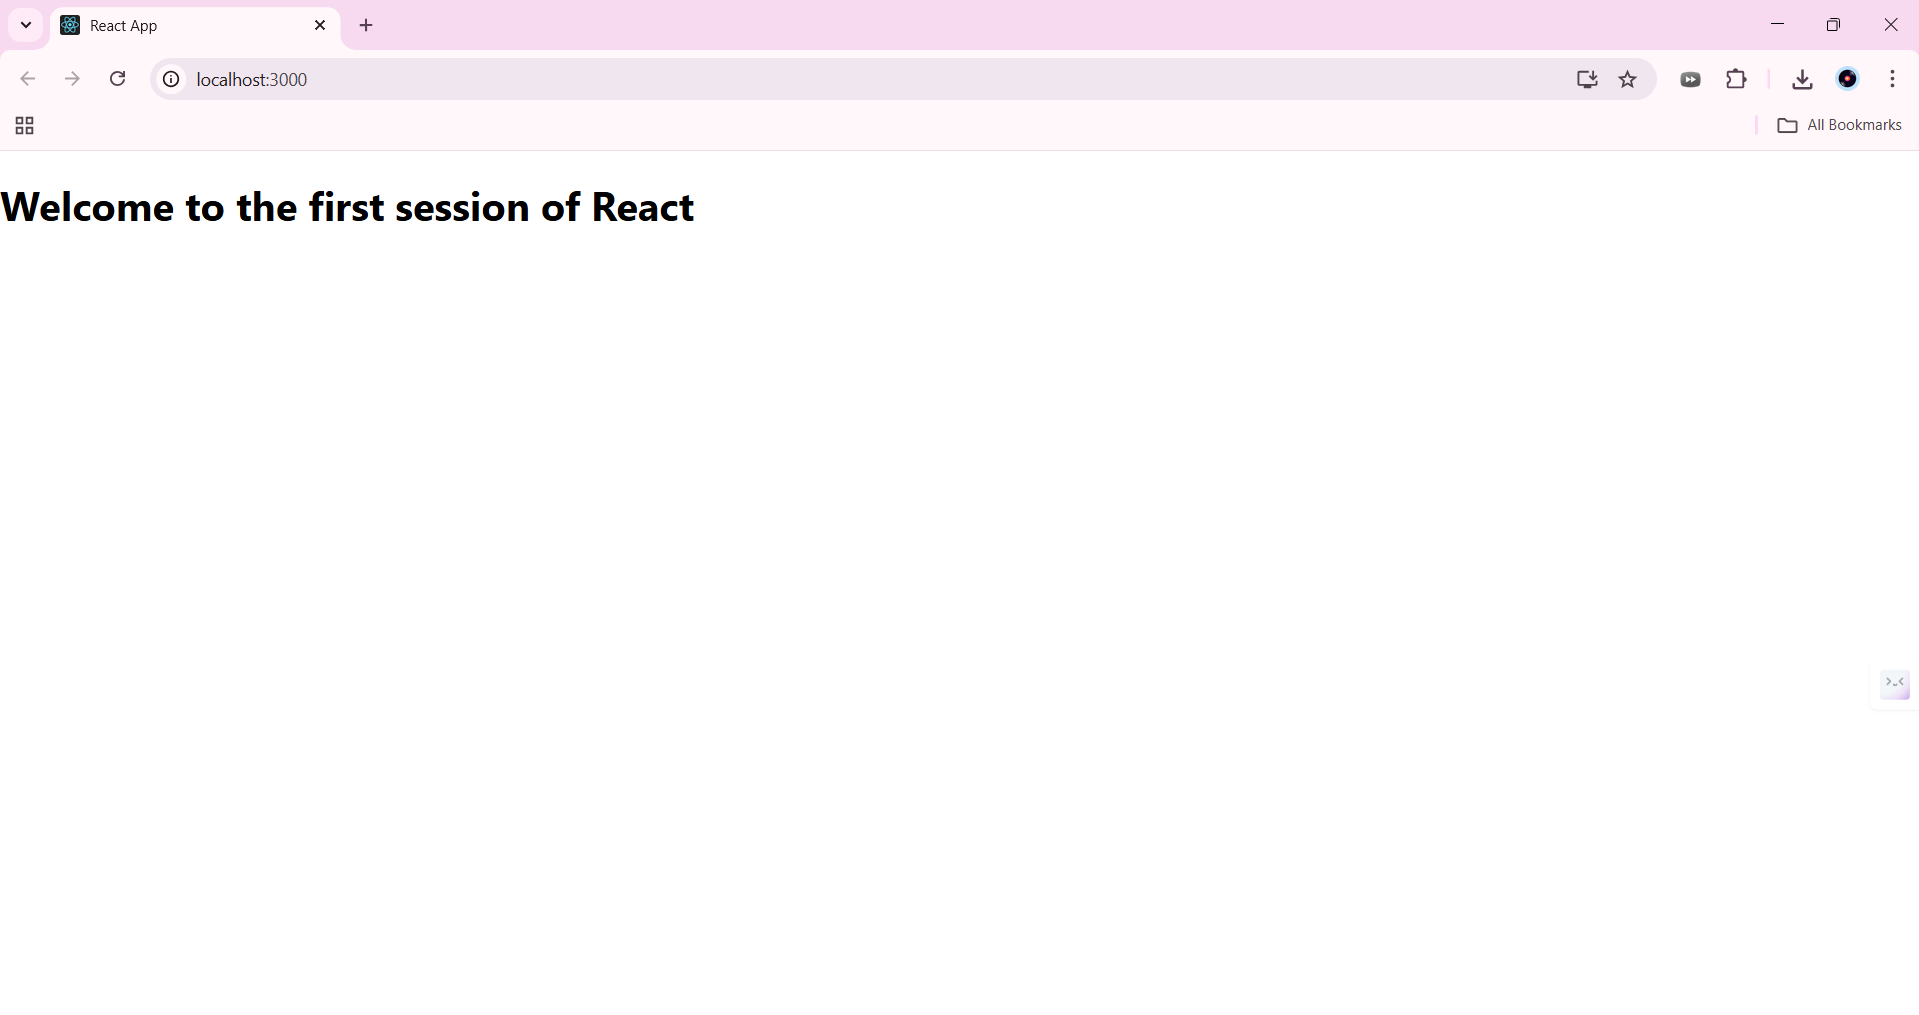 React App
localhost:3000
All Bookmarks
Welcome to the first session of React